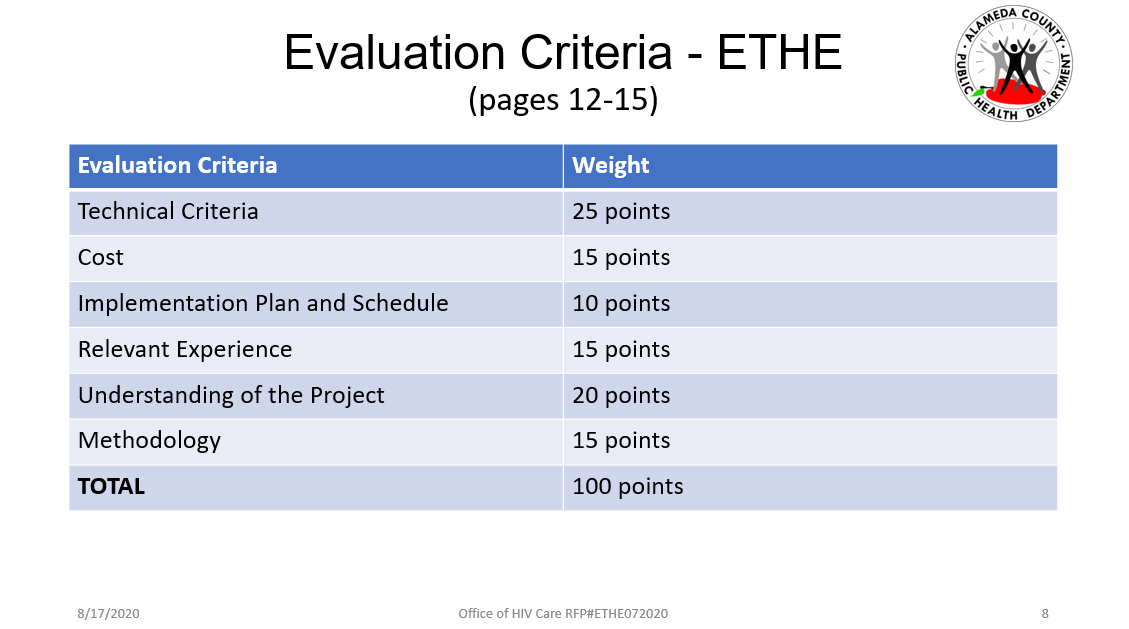 Evaluation Criteria - ETHE
(pages 12-15)
ALAMEDA COUNTY
PUBLIC HEALTH DEPARTMENT
Evaluation Criteria Weight
Technical Criteria 25 points
Cost 15 points
Implementation Plan and Schedule 10 points
Relevant Experience 15 points
Understanding of the Project 20 points
Methodology 15 points
TOTAL 100 points
8/17/2020 Office of HIV Care RFP#ETHE072020 8